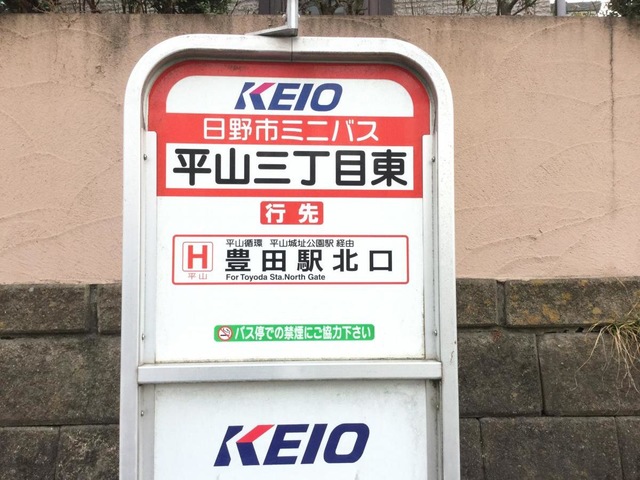 KEIO
日野市ミニバス
平山三丁目東
行先
平山循環 平山城址公園駅 経由
H
豊田駅北口
平山
For Toyoda Sta.North Gate
バス停での禁煙にご協力下さい
KEIO